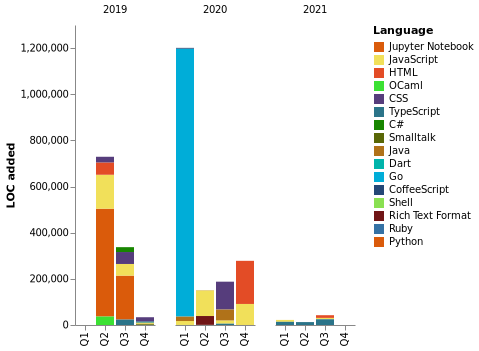 2019 2020 2021
LOC added
1,200,000
1,000,000
800,000
600,000
400,000
200,000
0
Q1 Q2 Q3 Q4 Q1 Q2 Q3 Q4 Q1 Q2 Q3 Q4
Language
Jupyter Notebook
JavaScript
HTML
OCaml
CSS
TypeScript
C#
Smalltalk
Java
Dart
Go
CoffeeScript
Shell
Rich Text Format
Ruby
Python